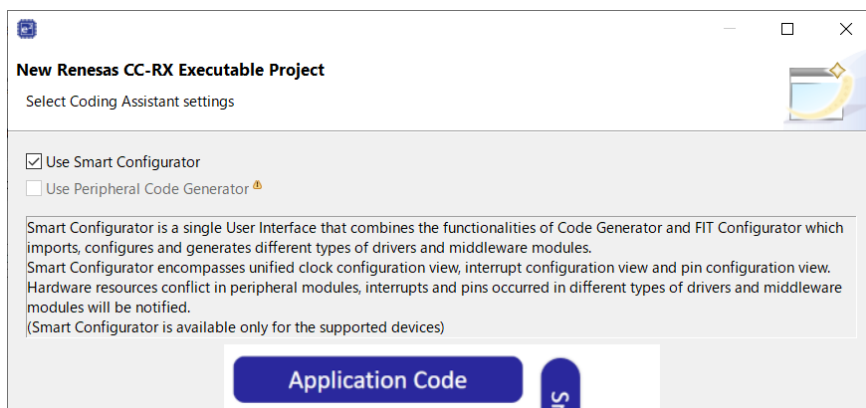 New Renesas CC-RX Executable Project
Select Coding Assistant settings
Use Smart Configurator
Use Peripheral Code Generator
Smart Configurator is a single User Interface that combines the functionalities of Code Generator and FIT Configurator which
imports, configures and generates different types of drivers and middleware modules.
Smart Configurator encompasses unified clock configuration view, interrupt configuration view and pin configuration view.
Hardware resources conflict in peripheral modules, interrupts and pins occurred in different types of drivers and middleware
modules will be notified.
(Smart Configurator is available only for the supported devices)
Application Code